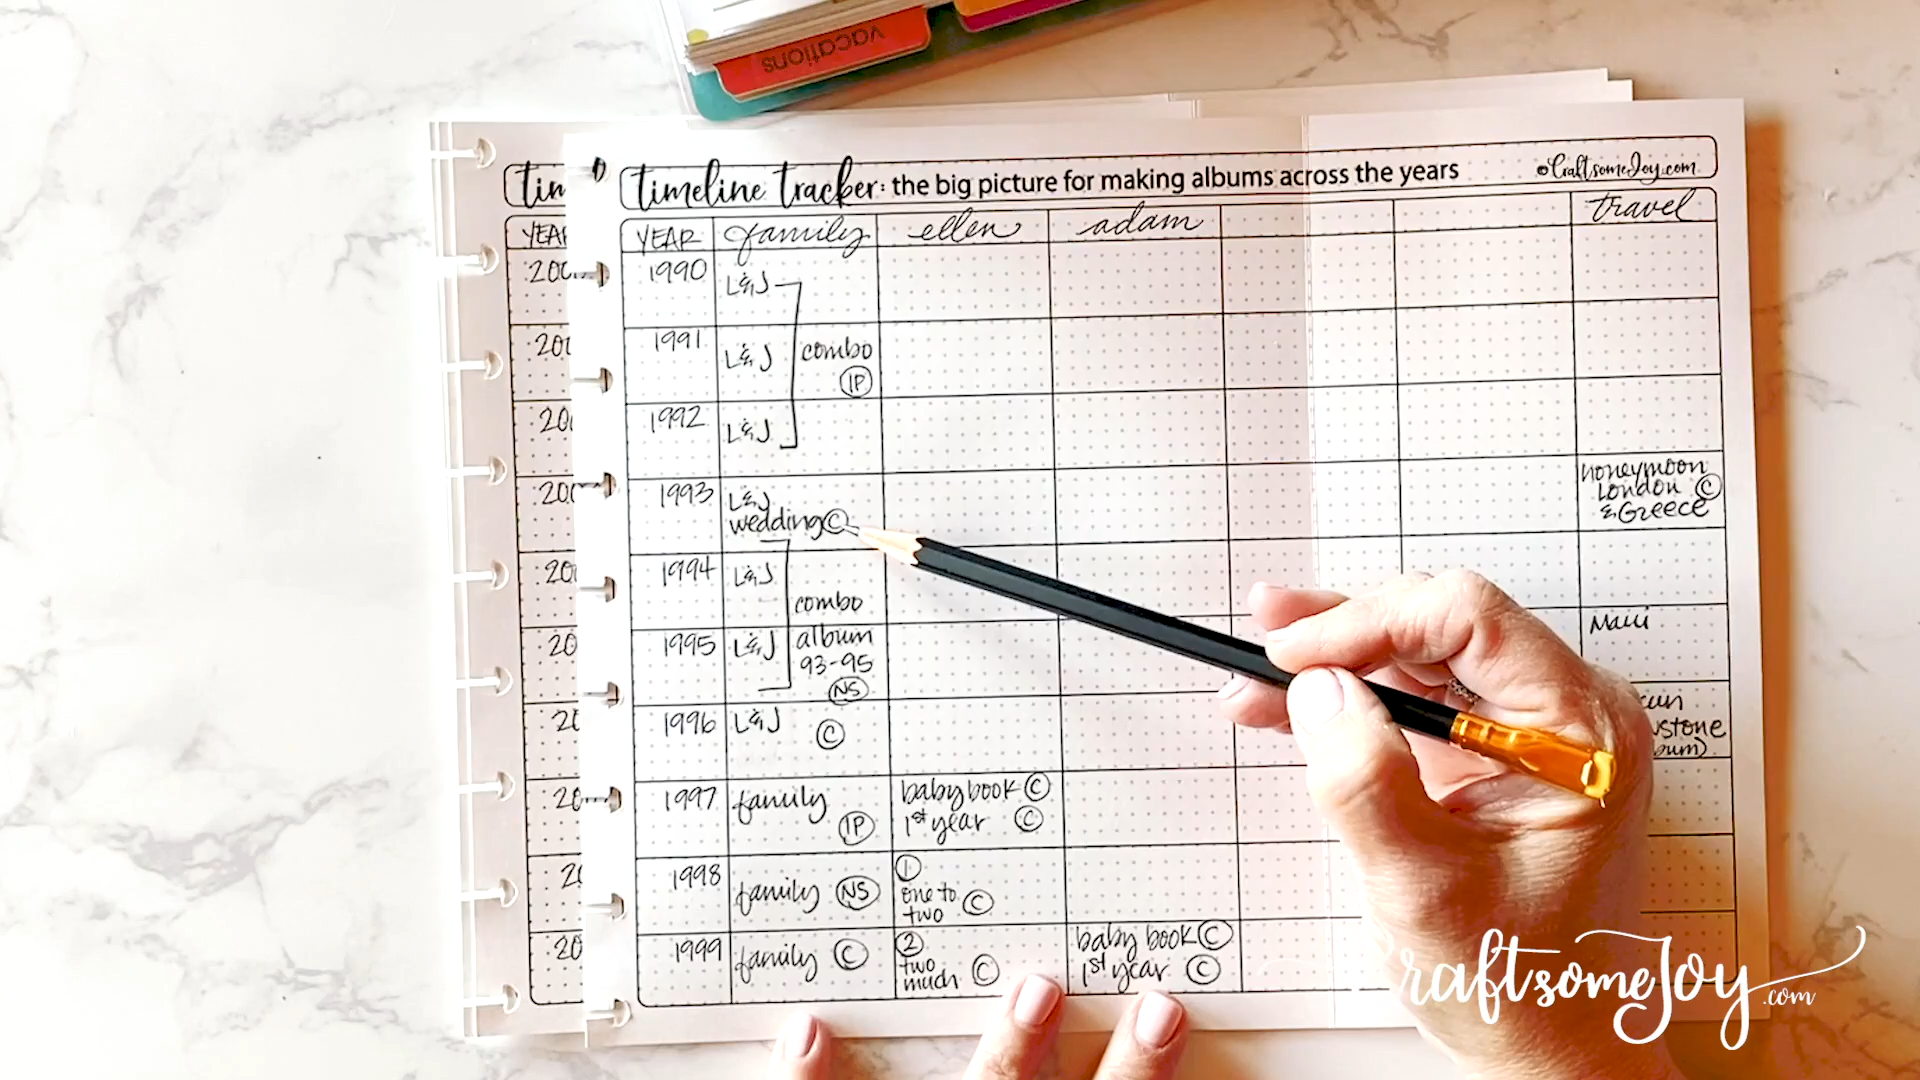 vacations
tin
timeline tracker: the big picture for making albums across the years
©CraftsomeJoy.com
YEAR
family
ellen
adam
travel
1990
L&J
1991
L&J
combo
IP
1992
L&J
1993
L&J
wedding C
honeymoon
London C
& Greece
1994
L&J
combo
1995
L&J
album
93-95
NS
Maui
1996
L&J
C
1997
family
IP
baby book C
1st year C
1998
family NS
1
one to
two C
1999
family C
2
two
much C
baby book C
1st year C
CraftsomeJoy
.com